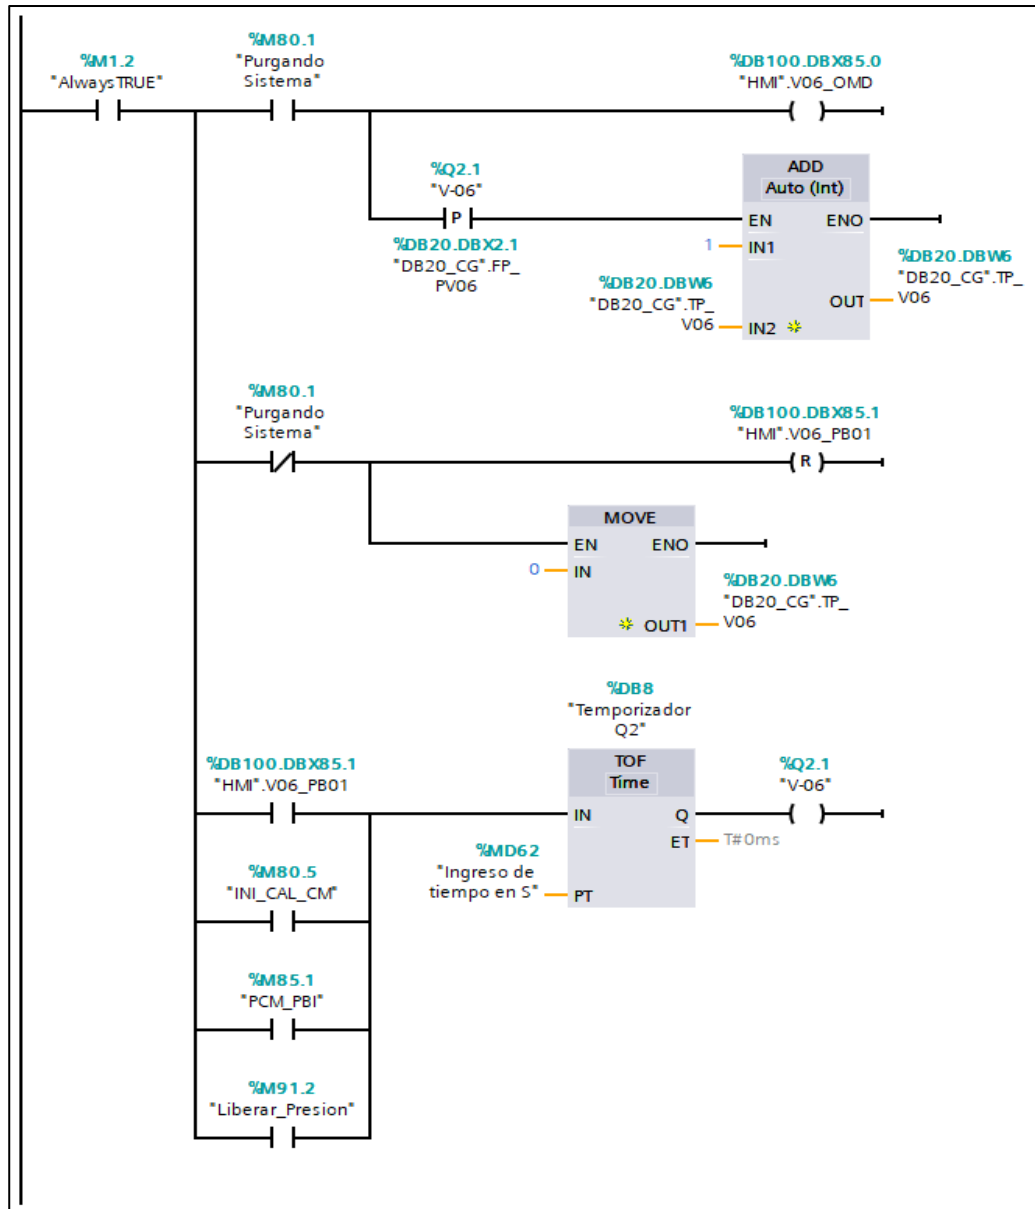 %M80.1
"Purgando
Sistema"
%M1.2
"AlwaysTRUE"
%DB100.DBX85.0
"HMI".V06_OMD
%Q2.1
"V-06"
P
%DB20.DBX2.1
"DB20_CG".FP_
PV06
ADD
Auto (Int)
EN ENO
1 IN1
%DB20.DBW6
"DB20_CG".TP_
V06
IN2
OUT
%DB20.DBW6
"DB20_CG".TP_
V06
%M80.1
"Purgando
Sistema"
%DB100.DBX85.1
"HMI".V06_PB01
R
MOVE
EN ENO
0 IN
OUT1
%DB20.DBW6
"DB20_CG".TP_
V06
%DB8
"Temporizador
Q2"
%DB100.DBX85.1
"HMI".V06_PB01
TOF
Time
IN Q
ET T#0ms
%MD62
"Ingreso de
tiempo en S"
PT
%Q2.1
"V-06"
%M80.5
"INI_CAL_CM"
%M85.1
"PCM_PBI"
%M91.2
"Liberar_Presion"